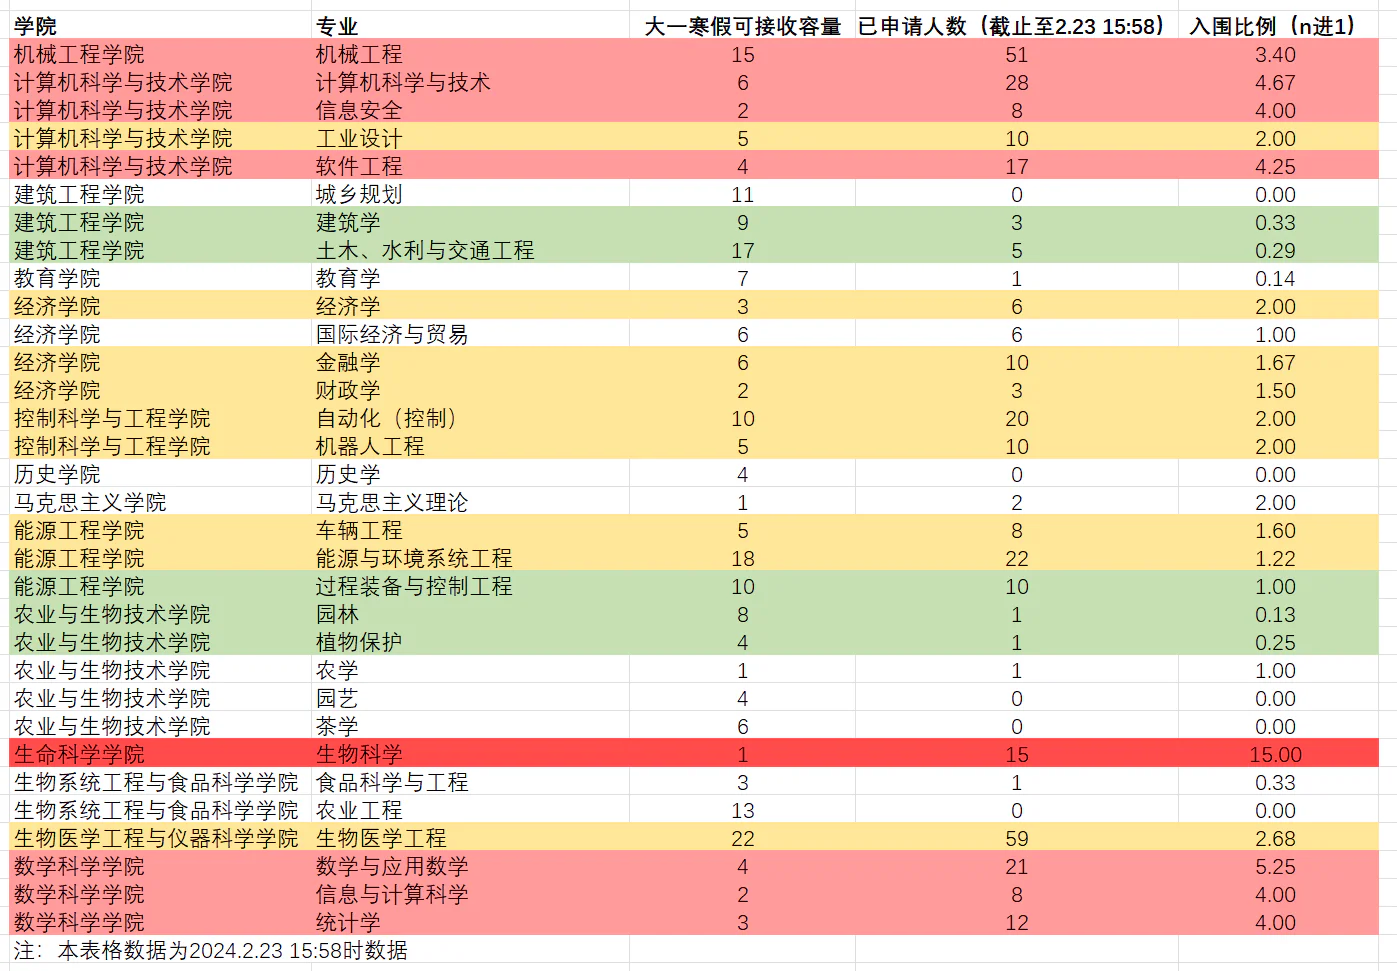 学院 专业 大一寒假可接收容量 已申请人数（截止至2.23 15:58） 入围比例（n进1）
机械工程学院 机械工程 15 51 3.40
计算机科学与技术学院 计算机科学与技术 6 28 4.67
计算机科学与技术学院 信息安全 2 8 4.00
计算机科学与技术学院 工业设计 5 10 2.00
计算机科学与技术学院 软件工程 4 17 4.25
建筑工程学院 城乡规划 11 0 0.00
建筑工程学院 建筑学 9 3 0.33
建筑工程学院 土木、水利与交通工程 17 5 0.29
教育学院 教育学 7 1 0.14
经济学院 经济学 3 6 2.00
经济学院 国际经济与贸易 6 6 1.00
经济学院 金融学 6 10 1.67
经济学院 财政学 2 3 1.50
控制科学与工程学院 自动化（控制） 10 20 2.00
控制科学与工程学院 机器人工程 5 10 2.00
历史学院 历史学 4 0 0.00
马克思主义学院 马克思主义理论 1 2 2.00
能源工程学院 车辆工程 5 8 1.60
能源工程学院 能源与环境系统工程 18 22 1.22
能源工程学院 过程装备与控制工程 10 10 1.00
农业与生物技术学院 园林 8 1 0.13
农业与生物技术学院 植物保护 4 1 0.25
农业与生物技术学院 农学 1 1 1.00
农业与生物技术学院 园艺 4 0 0.00
农业与生物技术学院 茶学 6 0 0.00
生命科学学院 生物科学 1 15 15.00
生物系统工程与食品科学学院 食品科学与工程 3 1 0.33
生物系统工程与食品科学学院 农业工程 13 0 0.00
生物医学工程与仪器科学学院 生物医学工程 22 59 2.68
数学科学学院 数学与应用数学 4 21 5.25
数学科学学院 信息与计算科学 2 8 4.00
数学科学学院 统计学 3 12 4.00
注：本表格数据为2024.2.23 15:58时数据